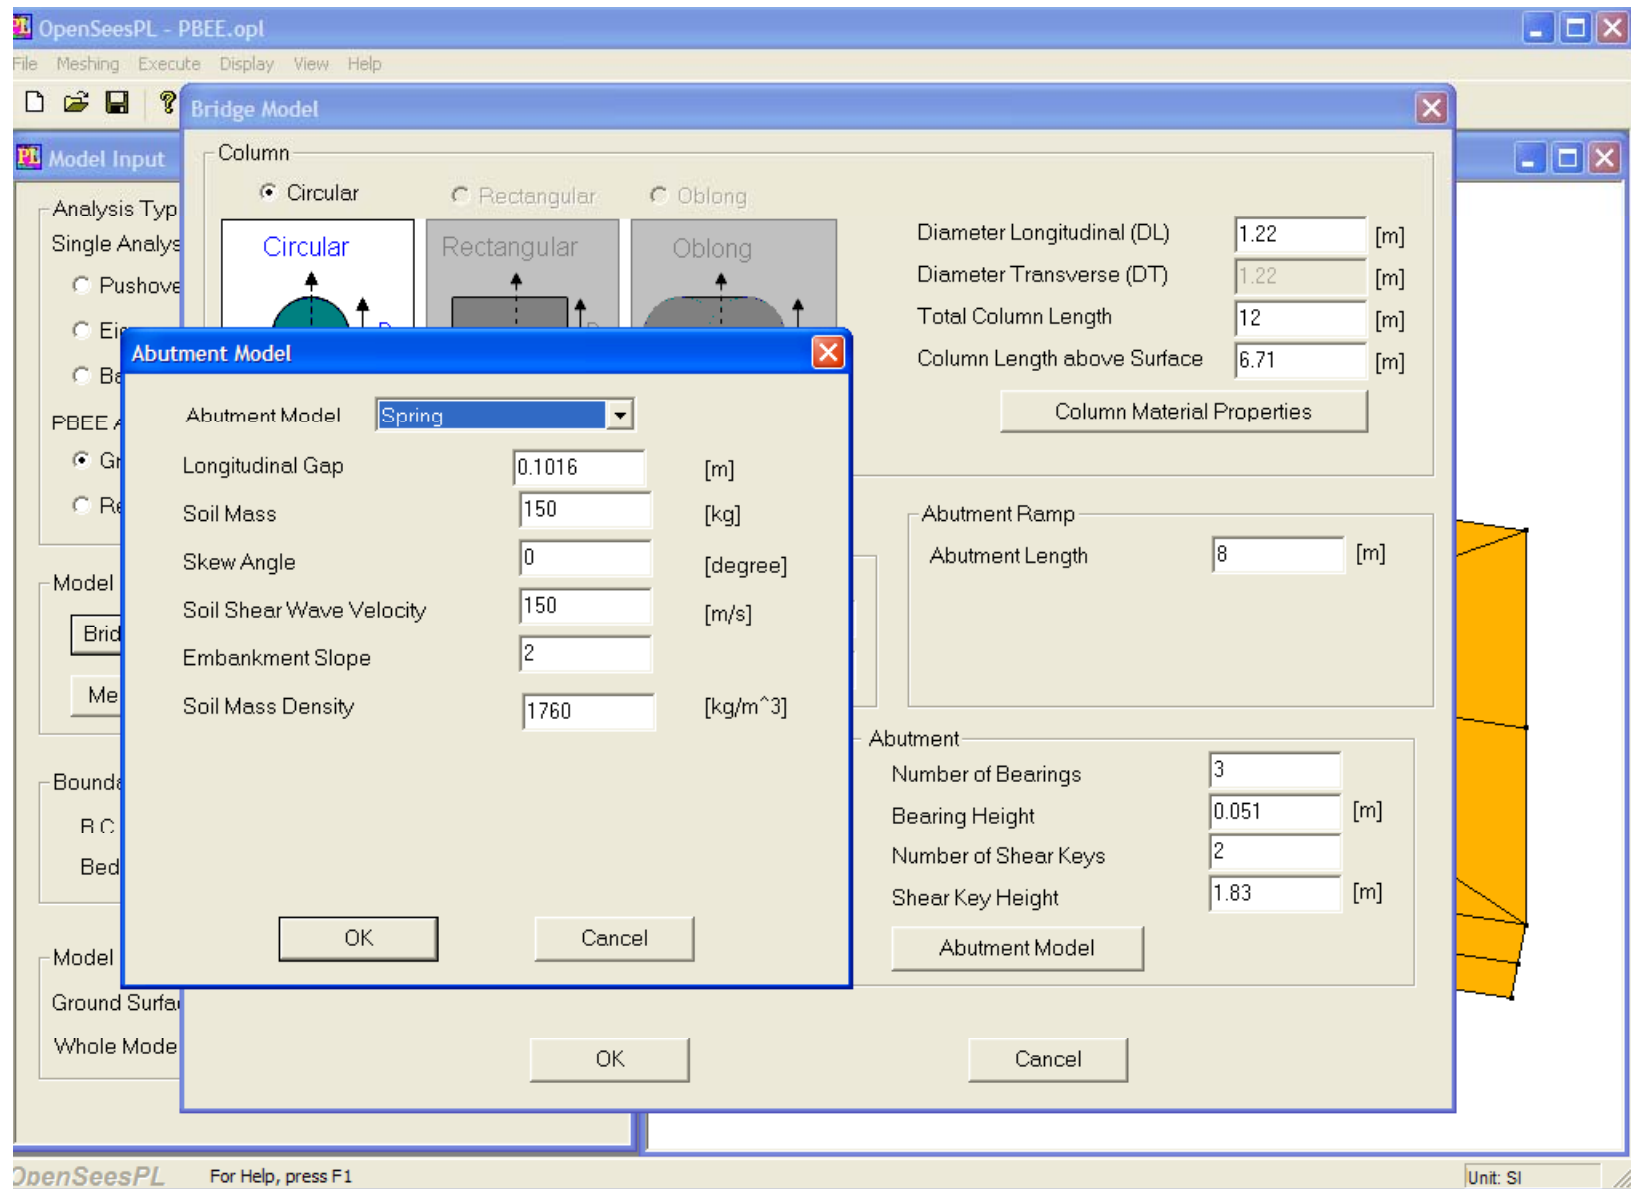 OpenSeesPL - PBEE.opl
File Meshing Execute Display View Help
Bridge Model
Model Input
Column
Circular Rectangular Oblong
Circular Rectangular Oblong
Diameter Longitudinal (DL) 1.22 [m]
Diameter Transverse (DT) 1.22 [m]
Total Column Length 12 [m]
Column Length above Surface 6.71 [m]
Column Material Properties
Analysis Typ
Single Analys
Pushove
Eig
Ba
PBEE A
Gr
Re
Model
Brid
Me
Bounda
B.C
Bed
Model
Ground Surfa
Whole Mode
Abutment Model
Abutment Model Spring
Longitudinal Gap 0.1016 [m]
Soil Mass 150 [kg]
Skew Angle 0 [degree]
Soil Shear Wave Velocity 150 [m/s]
Embankment Slope 2
Soil Mass Density 1760 [kg/m^3]
OK Cancel
Abutment Ramp
Abutment Length 8 [m]
Abutment
Number of Bearings 3
Bearing Height 0.051 [m]
Number of Shear Keys 2
Shear Key Height 1.83 [m]
Abutment Model
OK Cancel
OpenSeesPL For Help, press F1 Unit: SI